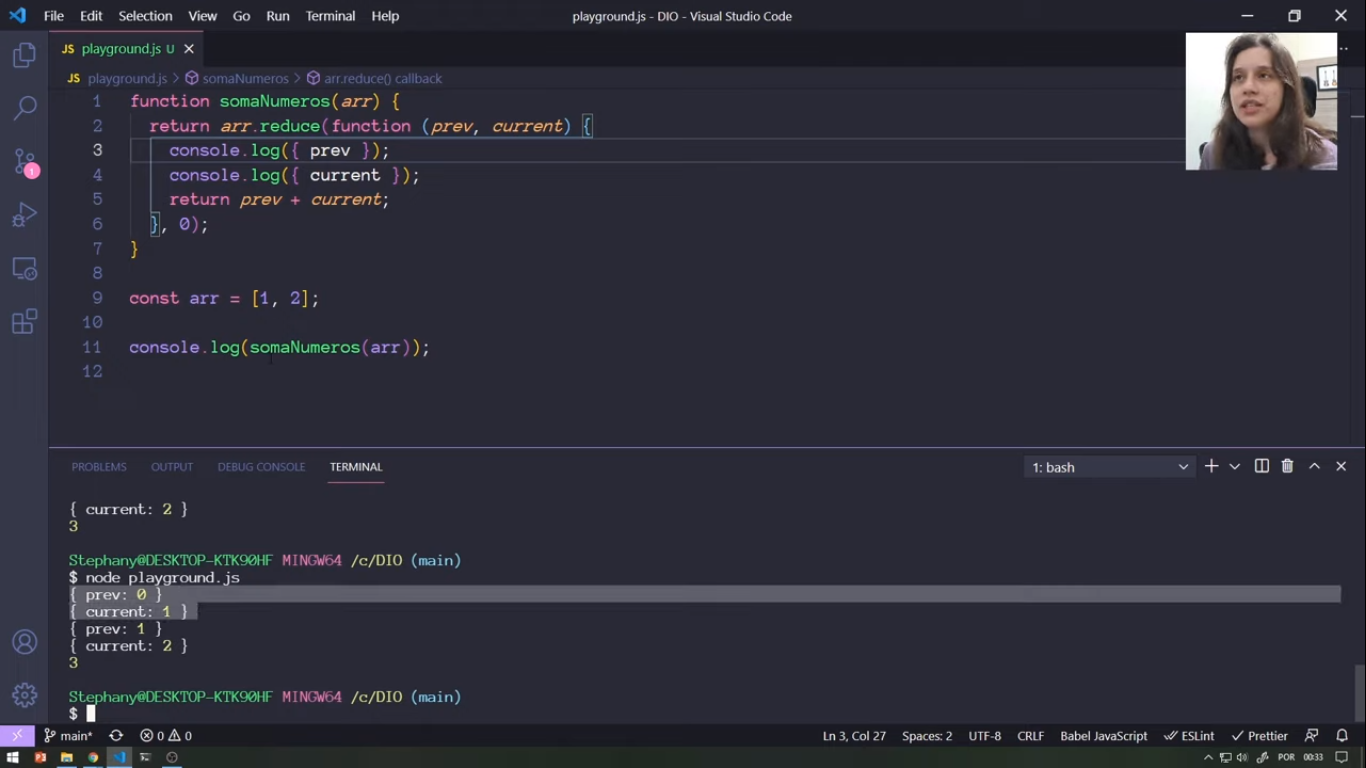 File Edit Selection View Go Run Terminal Help playground.js - DIO - Visual Studio Code
JS playground.js U
JS playground.js > somaNumeros > arr.reduce() callback
1 function somaNumeros(arr) {
2 return arr.reduce(function (prev, current) {
3 console.log({ prev });
4 console.log({ current });
5 return prev + current;
6 }, 0);
7 }
8
9 const arr = [1, 2];
10
11 console.log(somaNumeros(arr));
12
PROBLEMS OUTPUT DEBUG CONSOLE TERMINAL 1: bash
{ current: 2 }
3
Stephany@DESKTOP-KTK90HF MINGW64 /c/DIO (main)
$ node playground.js
{ prev: 0 }
{ current: 1 }
{ prev: 1 }
{ current: 2 }
3
Stephany@DESKTOP-KTK90HF MINGW64 /c/DIO (main)
$
1
main* 0 0 Ln 3, Col 27 Spaces: 2 UTF-8 CRLF Babel JavaScript ESLint Prettier
POR 00:33